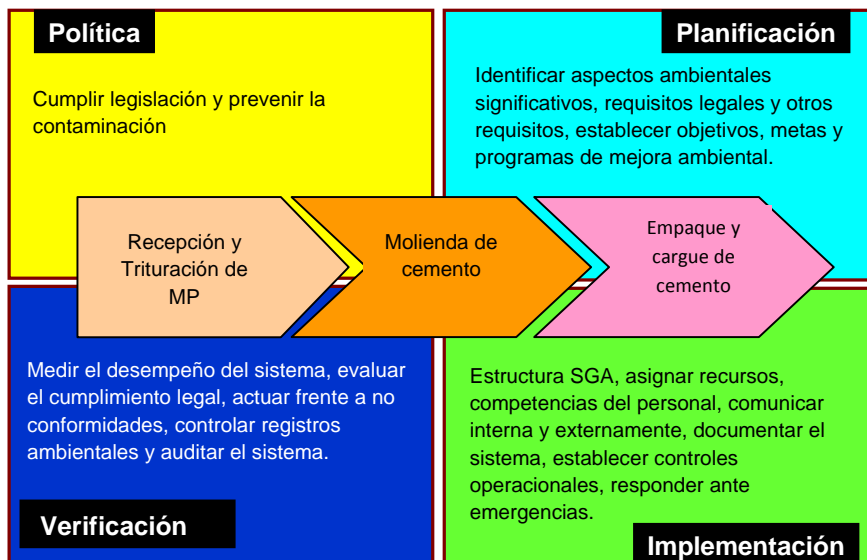 Política
Cumplir legislación y prevenir la
contaminación
Planificación
Identificar aspectos ambientales
significativos, requisitos legales y otros
requisitos, establecer objetivos, metas y
programas de mejora ambiental.
Recepción y
Trituración de
MP
Molienda de
cemento
Empaque y
cargue de
cemento
Medir el desempeño del sistema, evaluar
el cumplimiento legal, actuar frente a no
conformidades, controlar registros
ambientales y auditar el sistema.
Verificación
Estructura SGA, asignar recursos,
competencias del personal, comunicar
interna y externamente, documentar el
sistema, establecer controles
operacionales, responder ante
emergencias.
Implementación